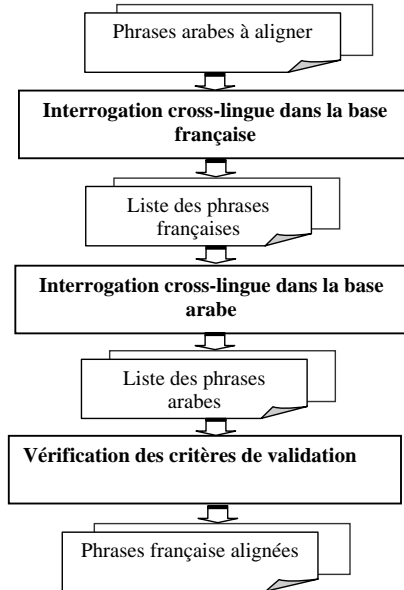 Phrases arabes à aligner
Interrogation cross-lingue dans la base
française
Liste des phrases
françaises
Interrogation cross-lingue dans la base
arabe
Liste des phrases
arabes
Vérification des critères de validation
Phrases française alignées